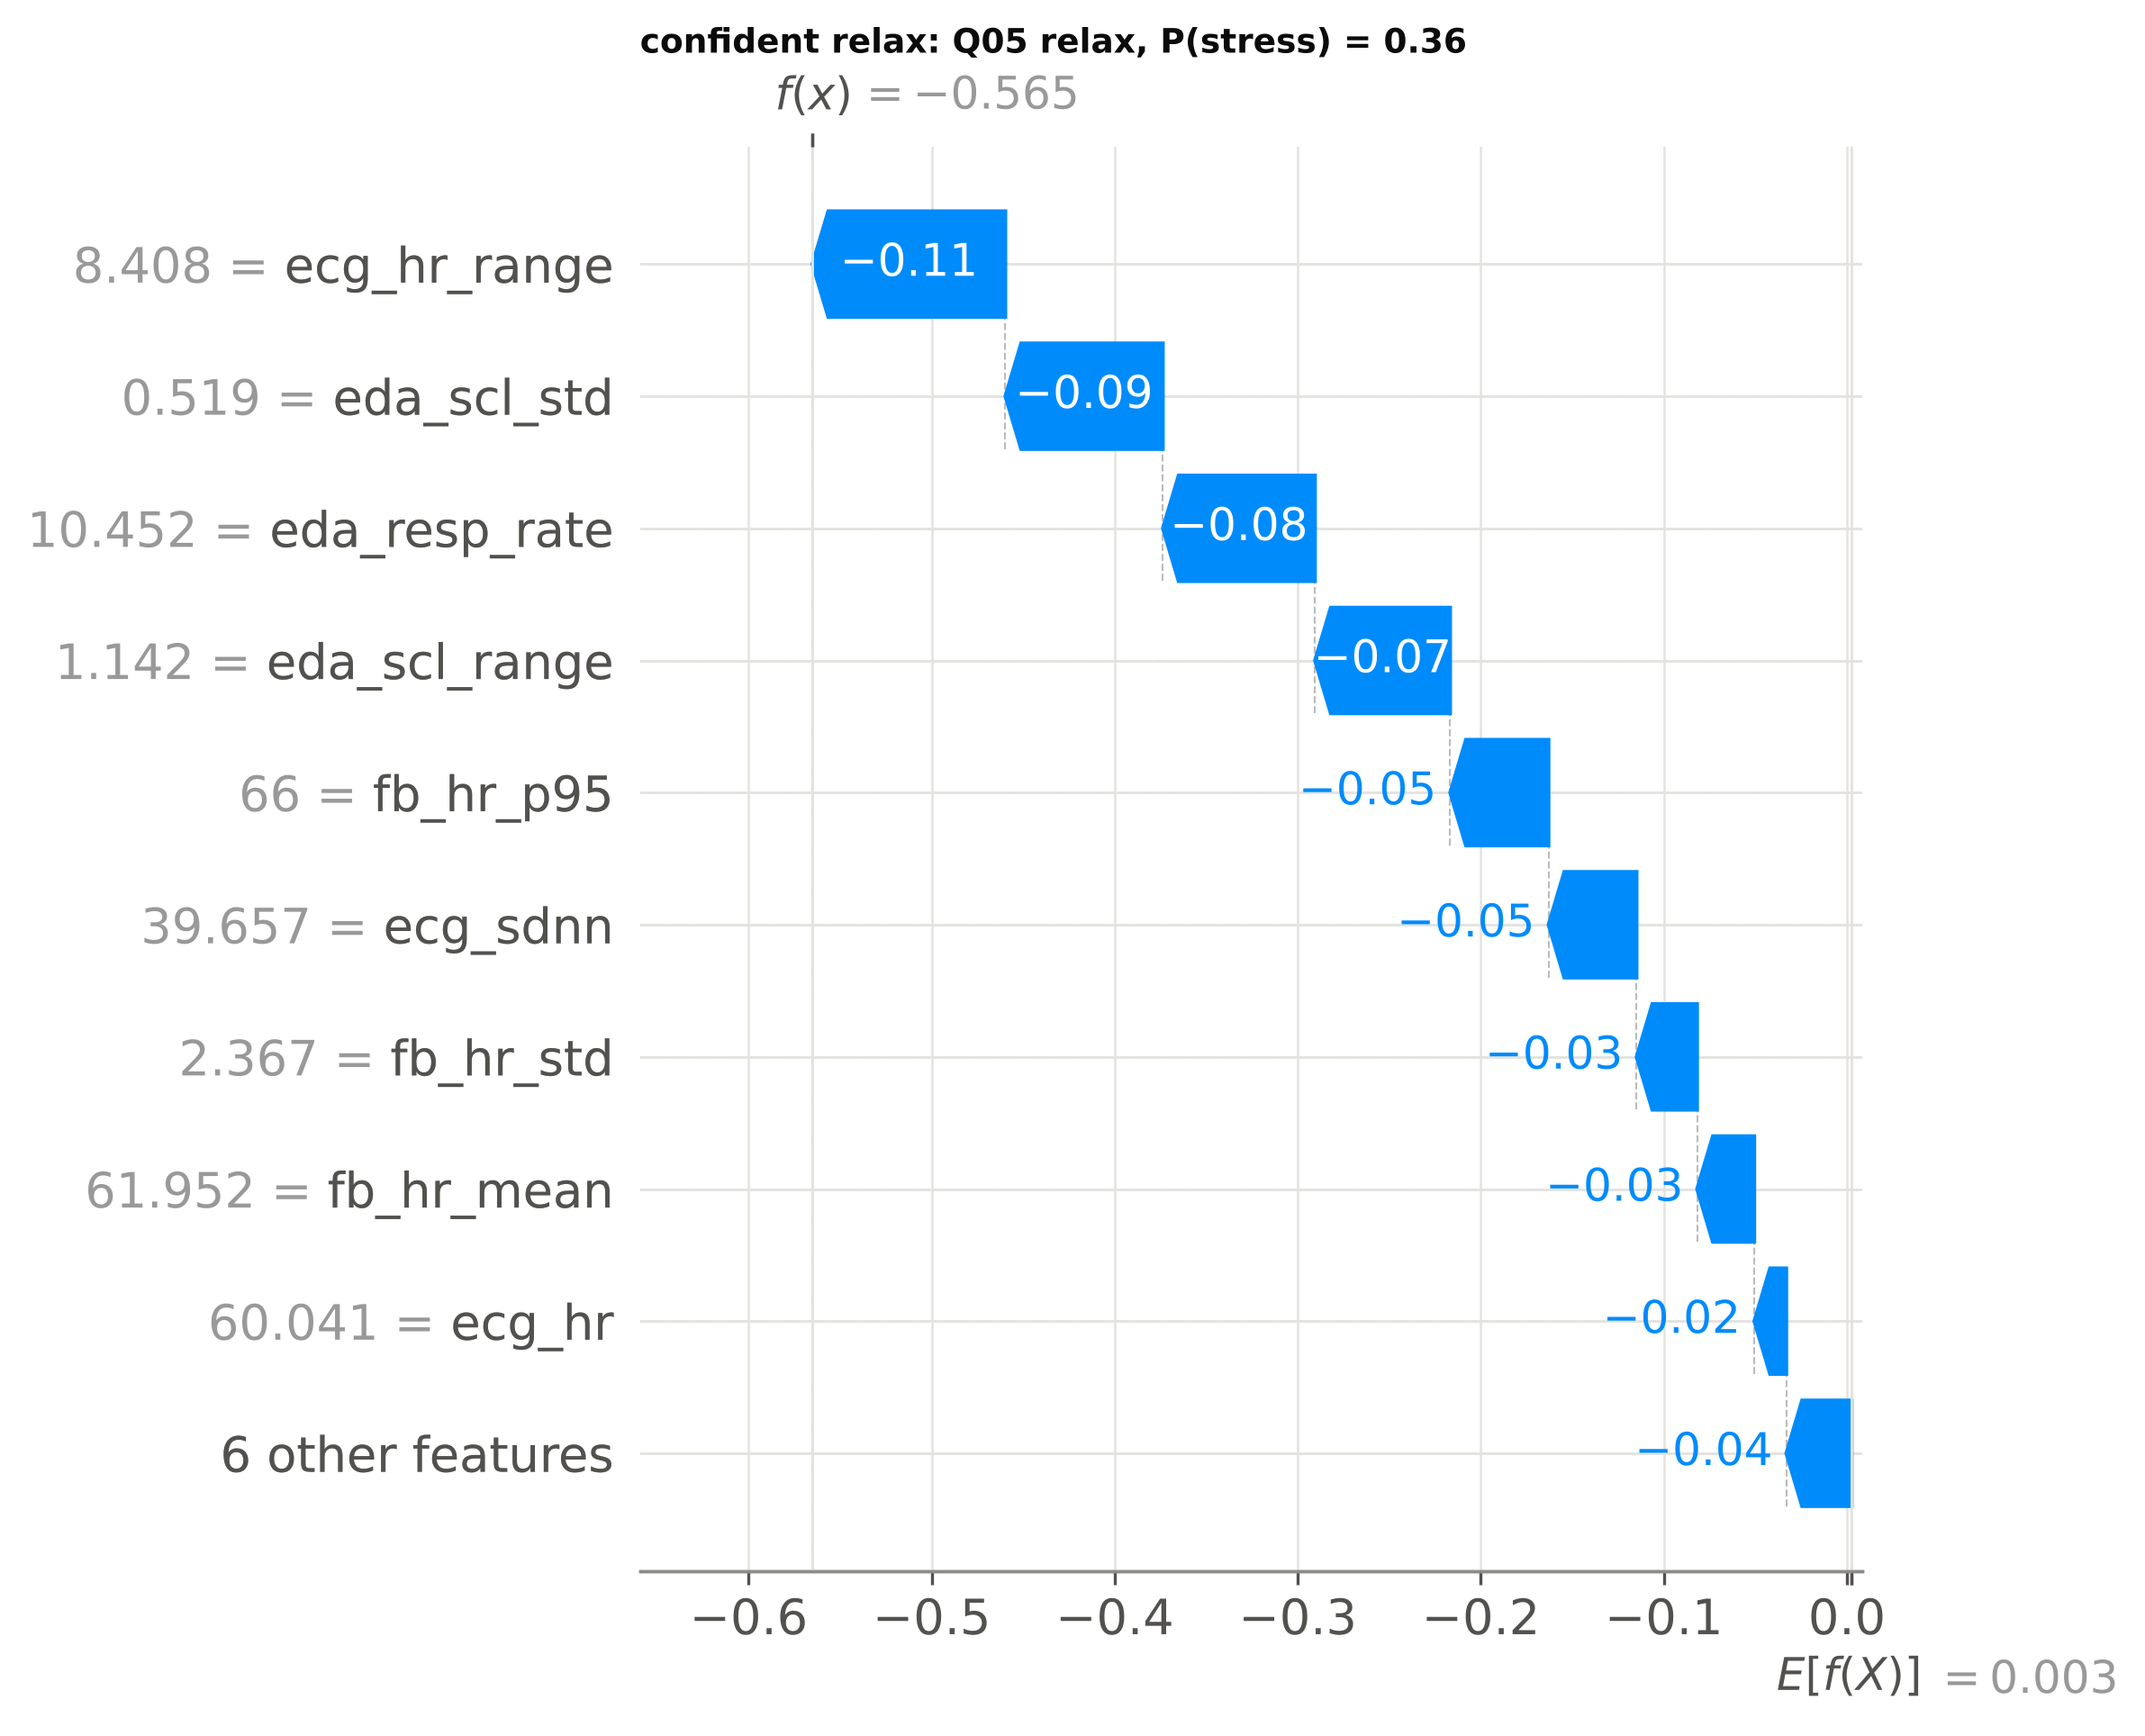 confident relax: Q05 relax, P(stress) = 0.36
f(x) = −0.565
8.408 = ecg_hr_range −0.11
0.519 = eda_scl_std −0.09
10.452 = eda_resp_rate −0.08
1.142 = eda_scl_range −0.07
66 = fb_hr_p95 −0.05
39.657 = ecg_sdnn −0.05
2.367 = fb_hr_std −0.03
61.952 = fb_hr_mean −0.03
60.041 = ecg_hr −0.02
6 other features −0.04
−0.6 −0.5 −0.4 −0.3 −0.2 −0.1 0.0
E[f(X)] = 0.003